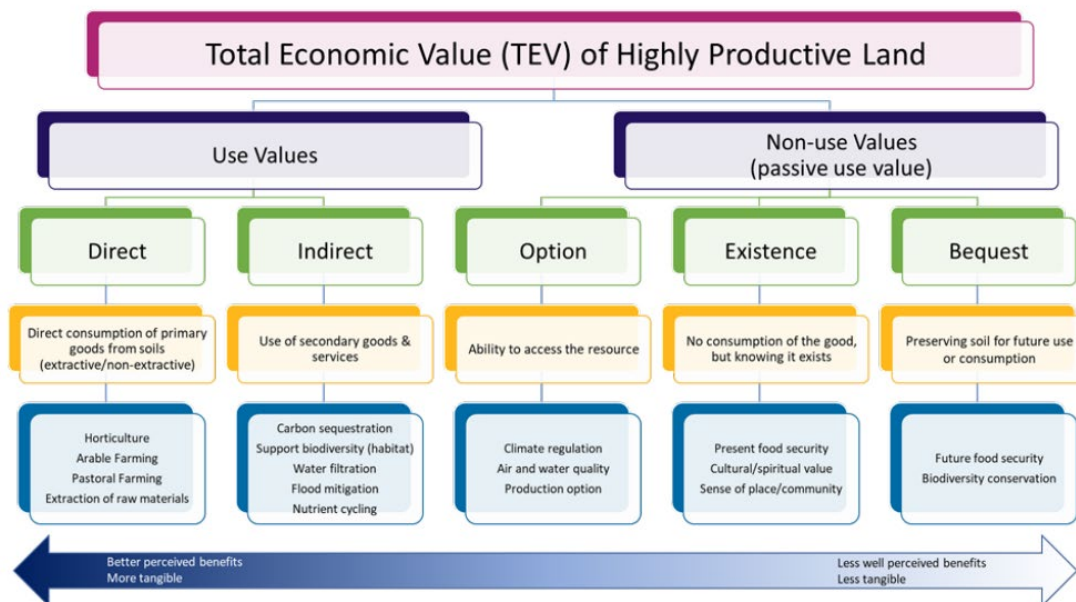 Total Economic Value (TEV) of Highly Productive Land
Use Values
Non-use Values
(passive use value)
Direct
Indirect
Option
Existence
Bequest
Direct consumption of primary
goods from soils
(extractive/non-extractive)
Use of secondary goods &
services
Ability to access the resource
No consumption of the good,
but knowing it exists
Preserving soil for future use
or consumption
Horticulture
Arable Farming
Pastoral Farming
Extraction of raw materials
Carbon sequestration
Support biodiversity (habitat)
Water filtration
Flood mitigation
Nutrient cycling
Climate regulation
Air and water quality
Production option
Present food security
Cultural/spiritual value
Sense of place/community
Future food security
Biodiversity conservation
Better perceived benefits
More tangible
Less well perceived benefits
Less tangible